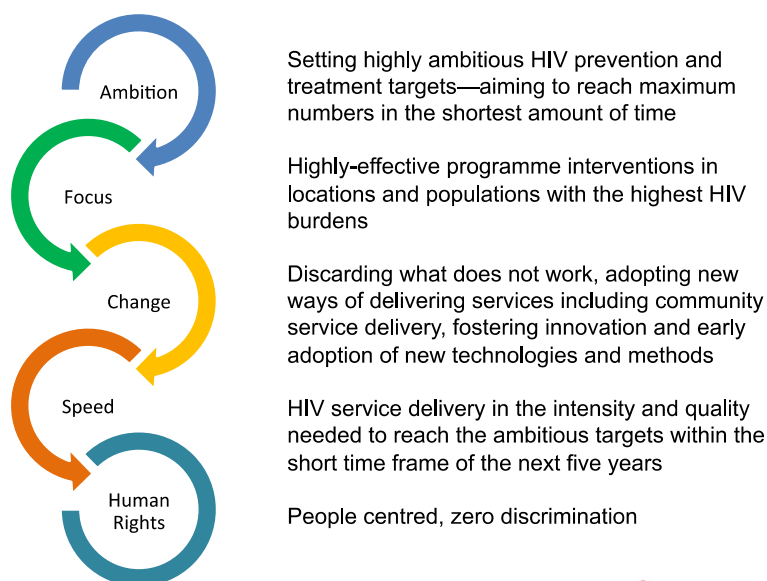 Ambition
Setting highly ambitious HIV prevention and
treatment targets—aiming to reach maximum
numbers in the shortest amount of time
Focus
Highly-effective programme interventions in
locations and populations with the highest HIV
burdens
Change
Discarding what does not work, adopting new
ways of delivering services including community
service delivery, fostering innovation and early
adoption of new technologies and methods
Speed
HIV service delivery in the intensity and quality
needed to reach the ambitious targets within the
short time frame of the next five years
Human
Rights
People centred, zero discrimination